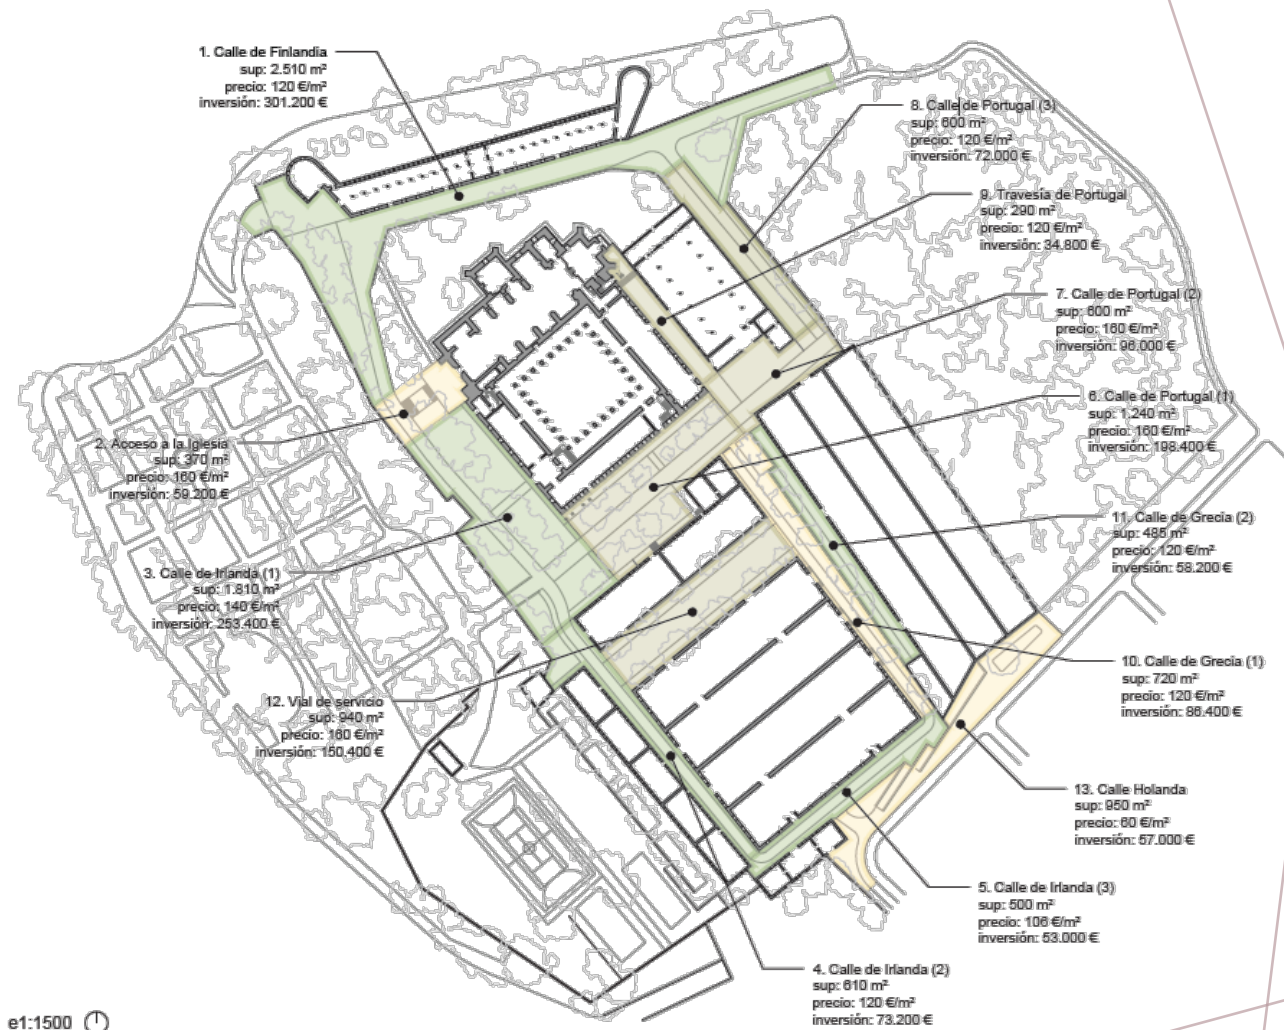 1. Calle de Finlandia
sup: 2.510 m²
precio: 120 €/m²
inversión: 301.200 €
8. Calle de Portugal (3)
sup: 600 m²
precio: 120 €/m²
inversión: 72.000 €
9. Travesía de Portugal
sup: 290 m²
precio: 120 €/m²
inversión: 34.800 €
7. Calle de Portugal (2)
sup: 600 m²
precio: 160 €/m²
inversión: 96.000 €
6. Calle de Portugal (1)
sup: 1.240 m²
precio: 160 €/m²
inversión: 198.400 €
2. Acceso a la Iglesia
sup: 370 m²
precio: 160 €/m²
inversión: 59.200 €
11. Calle de Grecia (2)
sup: 485 m²
precio: 120 €/m²
inversión: 58.200 €
3. Calle de Irlanda (1)
sup: 1.810 m²
precio: 140 €/m²
inversión: 253.400 €
10. Calle de Grecia (1)
sup: 720 m²
precio: 120 €/m²
inversión: 86.400 €
12. Vial de servicio
sup: 940 m²
precio: 160 €/m²
inversión: 150.400 €
13. Calle Holanda
sup: 950 m²
precio: 60 €/m²
inversión: 57.000 €
5. Calle de Irlanda (3)
sup: 500 m²
precio: 106 €/m²
inversión: 53.000 €
4. Calle de Irlanda (2)
sup: 610 m²
precio: 120 €/m²
inversión: 73.200 €
e1:1500